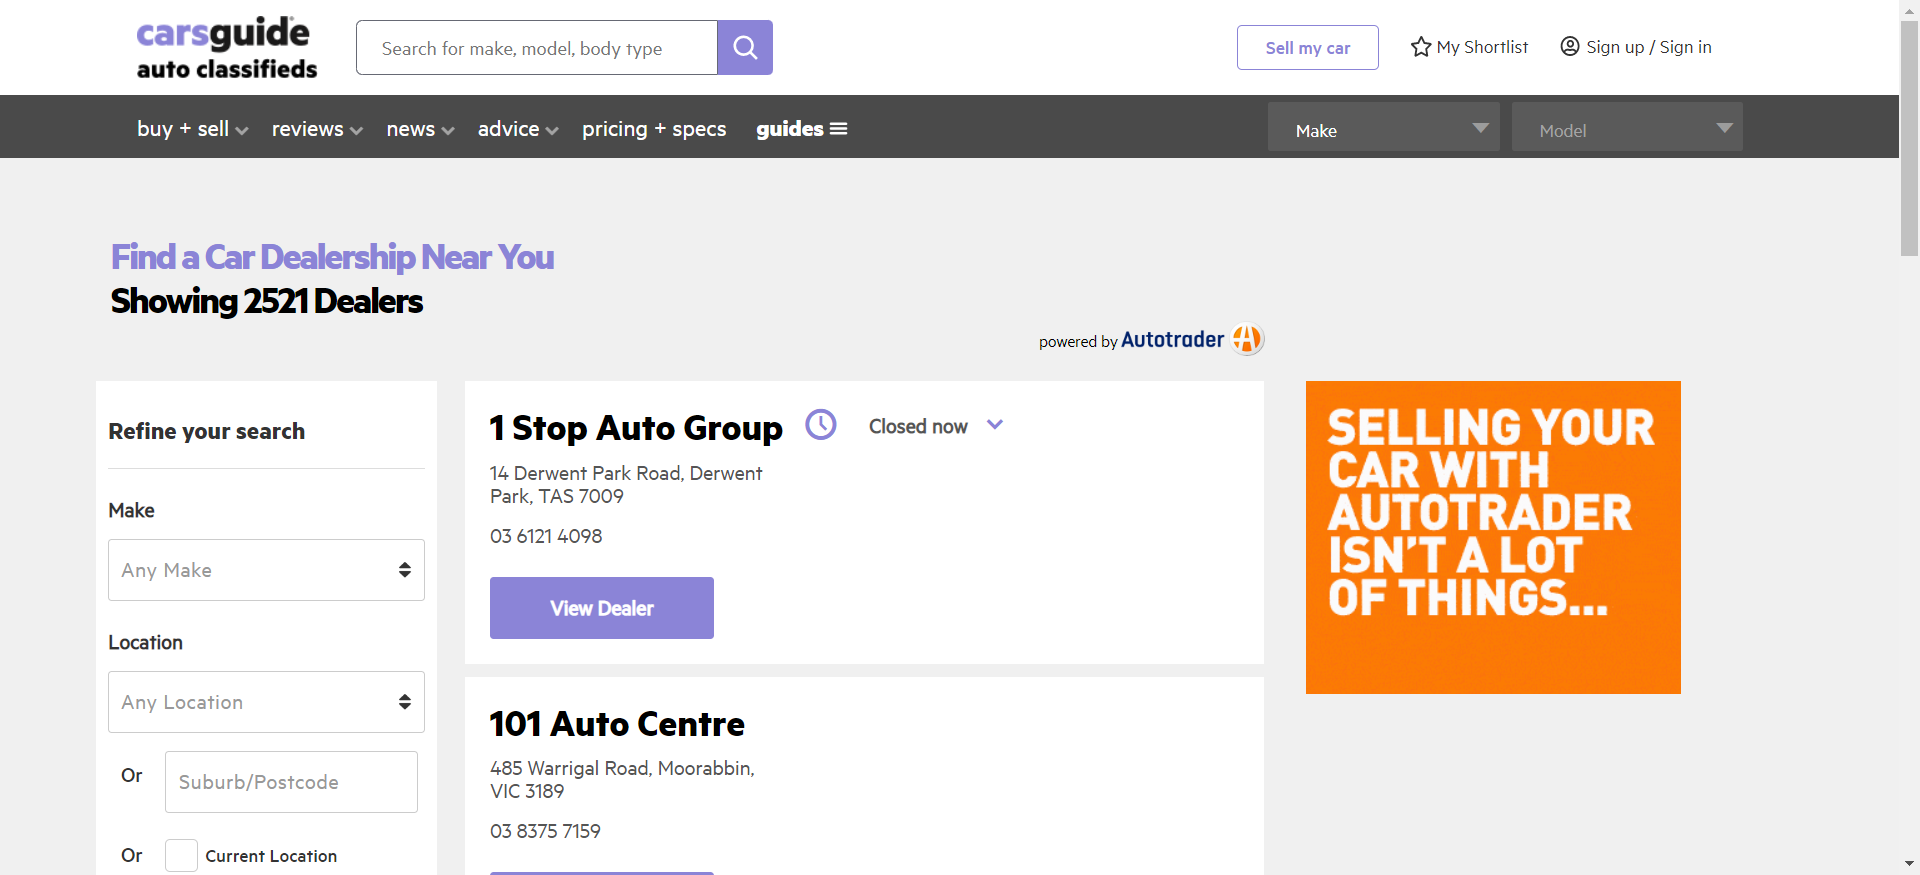 carsguide
auto classifieds
Search for make, model, body type
Sell my car
My Shortlist
Sign up / Sign in
buy + sell
reviews
news
advice
pricing + specs
guides
Make
Model
Find a Car Dealership Near You
Showing 2521 Dealers
powered by Autotrader
Refine your search
Make
Any Make
Location
Any Location
Or
Suburb/Postcode
Or
Current Location
1 Stop Auto Group
Closed now
14 Derwent Park Road, Derwent
Park, TAS 7009
03 6121 4098
View Dealer
101 Auto Centre
485 Warrigal Road, Moorabbin,
VIC 3189
03 8375 7159
SELLING YOUR
CAR WITH
AUTOTRADER
ISN'T A LOT
OF THINGS...